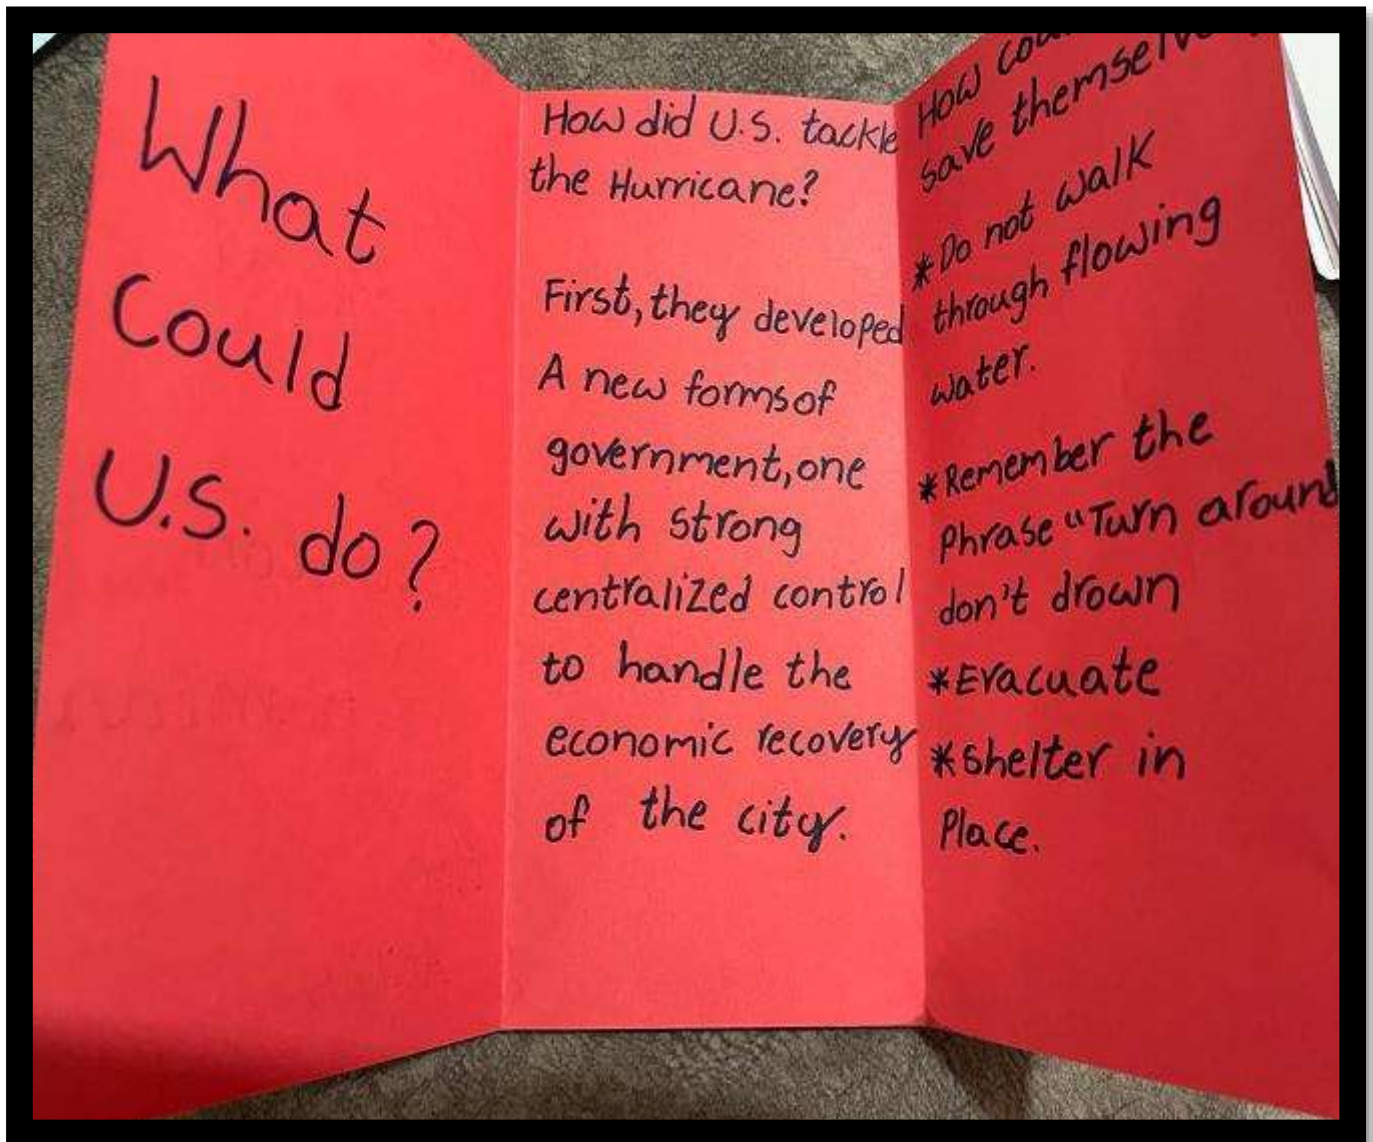 What
Could
U.S. do?
How did U.S. tackle
the Hurricane?
First, they developed
A new forms of
government, one
with strong
centralized control
to handle the
economic recovery
of the city.
How
save
*Do not walk
through flowing
water.
*Remember the
Phrase "Turn around
don't drown
*Evacuate
*Shelter in
Place.